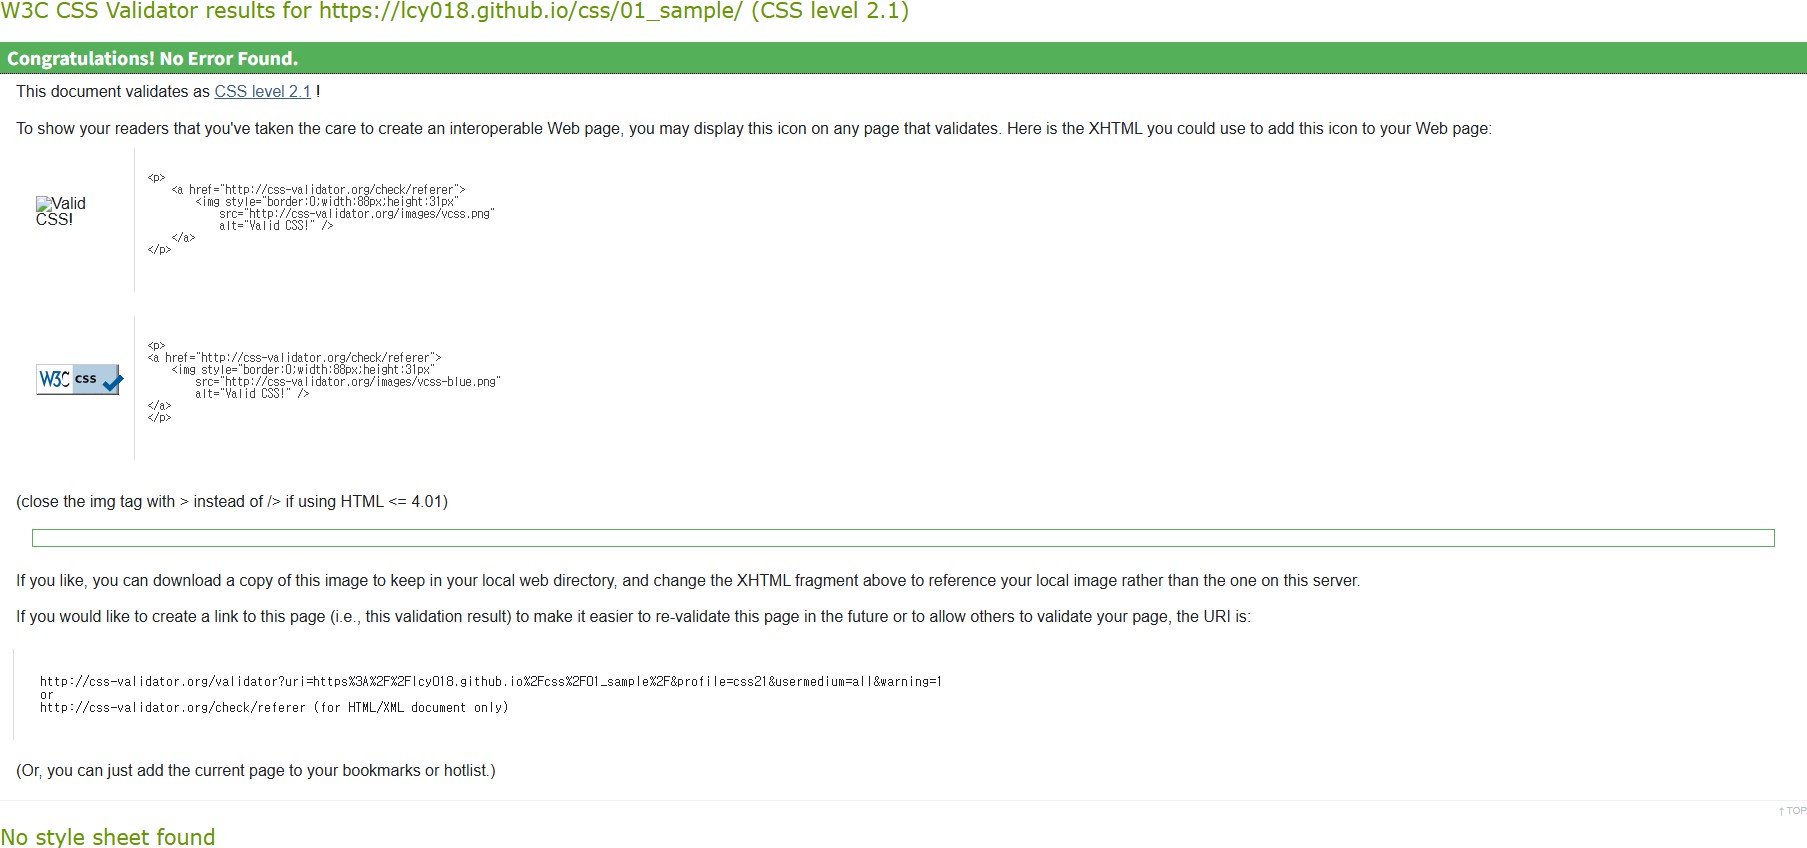 W3C CSS Validator results for https://lcy018.github.io/css/01_sample/ (CSS level 2.1)
Congratulations! No Error Found.
This document validates as CSS level 2.1 !
To show your readers that you've taken the care to create an interoperable Web page, you may display this icon on any page that validates. Here is the XHTML you could use to add this icon to your Web page:
Valid
CSS!
<p>
<a href="http://css-validator.org/check/referer">
<img style="border:0;width:88px;height:31px"
src="http://css-validator.org/images/vcss.png"
alt="Valid CSS!" />
</a>
</p>
W3C css
<p>
<a href="http://css-validator.org/check/referer">
<img style="border:0;width:88px;height:31px"
src="http://css-validator.org/images/vcss-blue.png"
alt="Valid CSS!" />
</a>
</p>
(close the img tag with > instead of /> if using HTML <= 4.01)
If you like, you can download a copy of this image to keep in your local web directory, and change the XHTML fragment above to reference your local image rather than the one on this server.
If you would like to create a link to this page (i.e., this validation result) to make it easier to re-validate this page in the future or to allow others to validate your page, the URI is:
http://css-validator.org/validator?uri=https%3A%2F%2Flcy018.github.io%2Fcss%2F01_sample%2F&profile=css21&usermedium=all&warning=1
or
http://css-validator.org/check/referer (for HTML/XML document only)
(Or, you can just add the current page to your bookmarks or hotlist.)
↑ TOP
No style sheet found